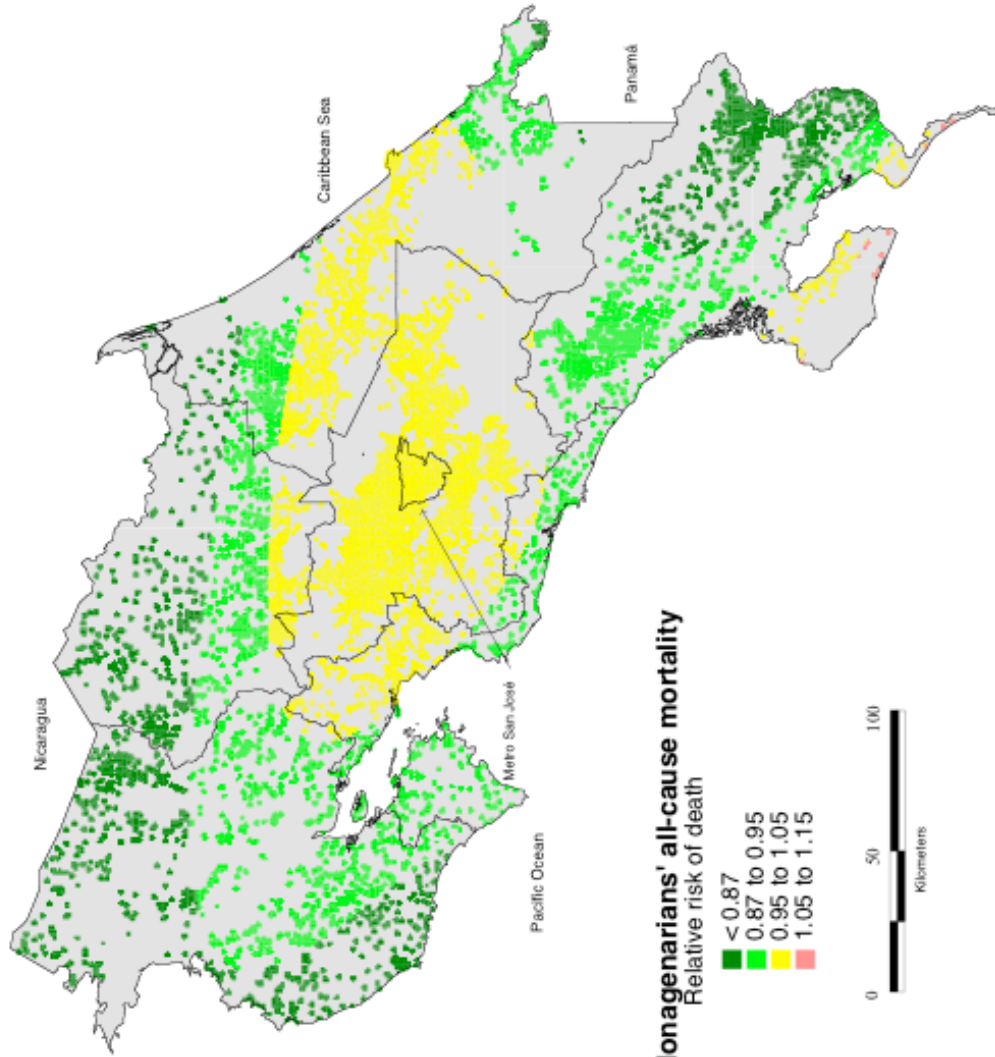 Nicaragua
Caribbean Sea
Panamá
Metro San José
Pacific Ocean
onagenarians' all-cause mortality
Relative risk of death
< 0.87
0.87 to 0.95
0.95 to 1.05
1.05 to 1.15
0 50 100
Kilometers